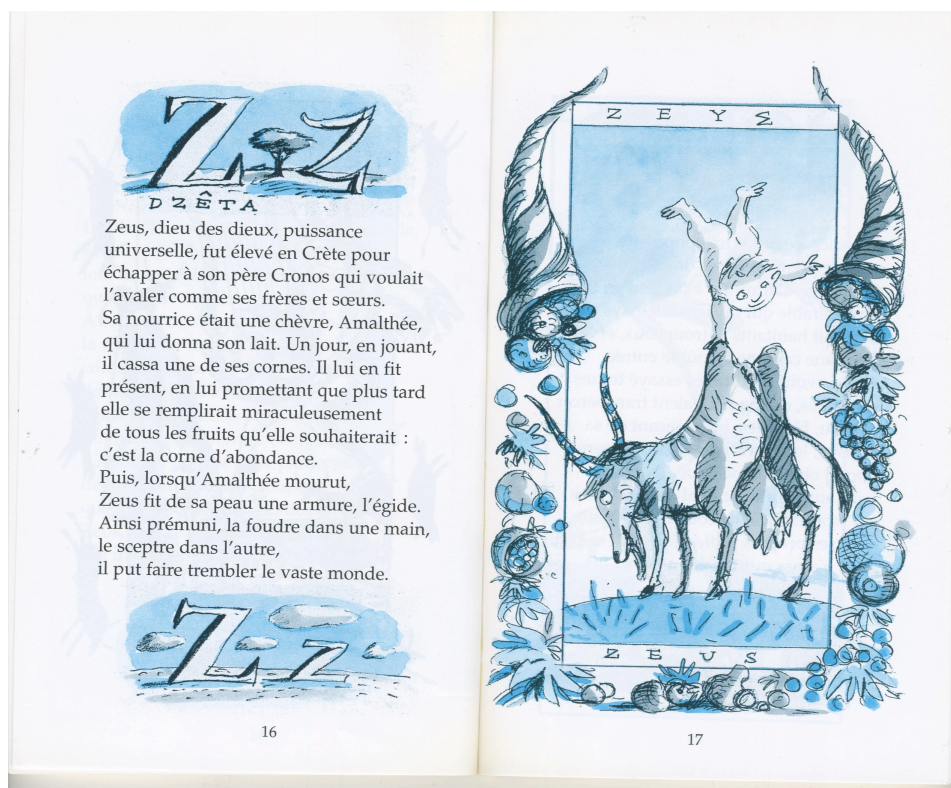 Z Z
DZÊTA
Zeus, dieu des dieux, puissance
universelle, fut élevé en Crète pour
échapper à son père Cronos qui voulait
l'avaler comme ses frères et sœurs.
Sa nourrice était une chèvre, Amalthée,
qui lui donna son lait. Un jour, en jouant,
il cassa une de ses cornes. Il lui en fit
présent, en lui promettant que plus tard
elle se remplirait miraculeusement
de tous les fruits qu'elle souhaiterait :
c'est la corne d'abondance.
Puis, lorsqu'Amalthée mourut,
Zeus fit de sa peau une armure, l'égide.
Ainsi prémuni, la foudre dans une main,
le sceptre dans l'autre,
il put faire trembler le vaste monde.
Z z
16
ΖΕΥΣ
ZEUS
17